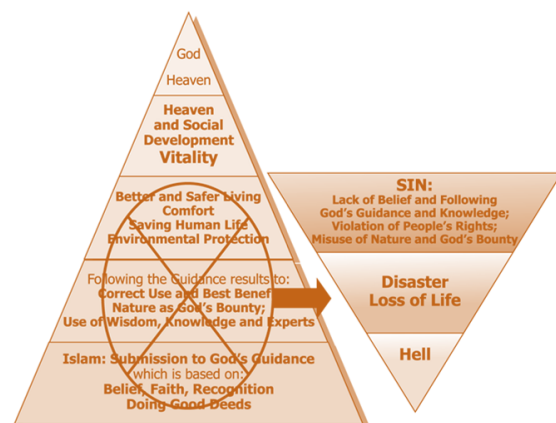 God
Heaven
Heaven
and Social
Development
Vitality
Better and Safer Living
Comfort
Saving Human Life
Environmental Protection
Following the Guidance results to:
Correct Use and Best Benef
Nature as God's Bounty;
Use of Wisdom, Knowledge and Experts
Islam: Submission to God's Guidance
which is based on:
Belief, Faith, Recognition
Doing Good Deeds
SIN:
Lack of Belief and Following
God's Guidance and Knowledge;
Violation of People's Rights;
Misuse of Nature and God's Bounty
Disaster
Loss of Life
Hell